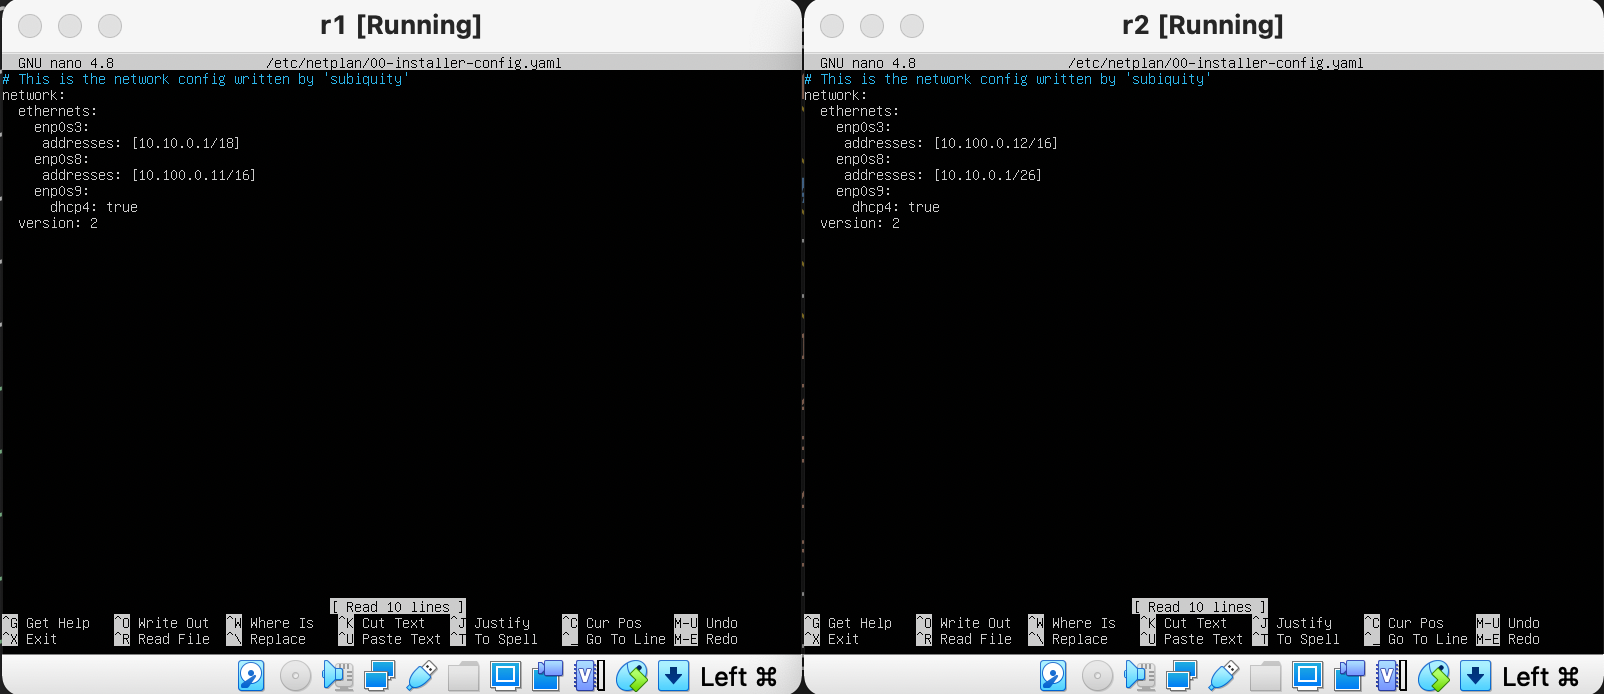 r1 [Running]
GNU nano 4.8 /etc/netplan/00-installer-config.yaml
# This is the network config written by 'subiquity'
network:
  ethernets:
    enp0s3:
     addresses: [10.10.0.1/18]
    enp0s8:
     addresses: [10.100.0.11/16]
    enp0s9:
      dhcp4: true
  version: 2
[ Read 10 lines ]
^G Get Help ^O Write Out ^W Where Is ^K Cut Text ^J Justify ^C Cur Pos M-U Undo
^X Exit ^R Read File ^\ Replace ^U Paste Text ^T To Spell ^_ Go To Line M-E Redo
Left ⌘
r2 [Running]
GNU nano 4.8 /etc/netplan/00-installer-config.yaml
# This is the network config written by 'subiquity'
network:
  ethernets:
    enp0s3:
     addresses: [10.100.0.12/16]
    enp0s8:
     addresses: [10.10.0.1/26]
    enp0s9:
      dhcp4: true
  version: 2
[ Read 10 lines ]
^G Get Help ^O Write Out ^W Where Is ^K Cut Text ^J Justify ^C Cur Pos M-U Undo
^X Exit ^R Read File ^\ Replace ^U Paste Text ^T To Spell ^_ Go To Line M-E Redo
Left ⌘